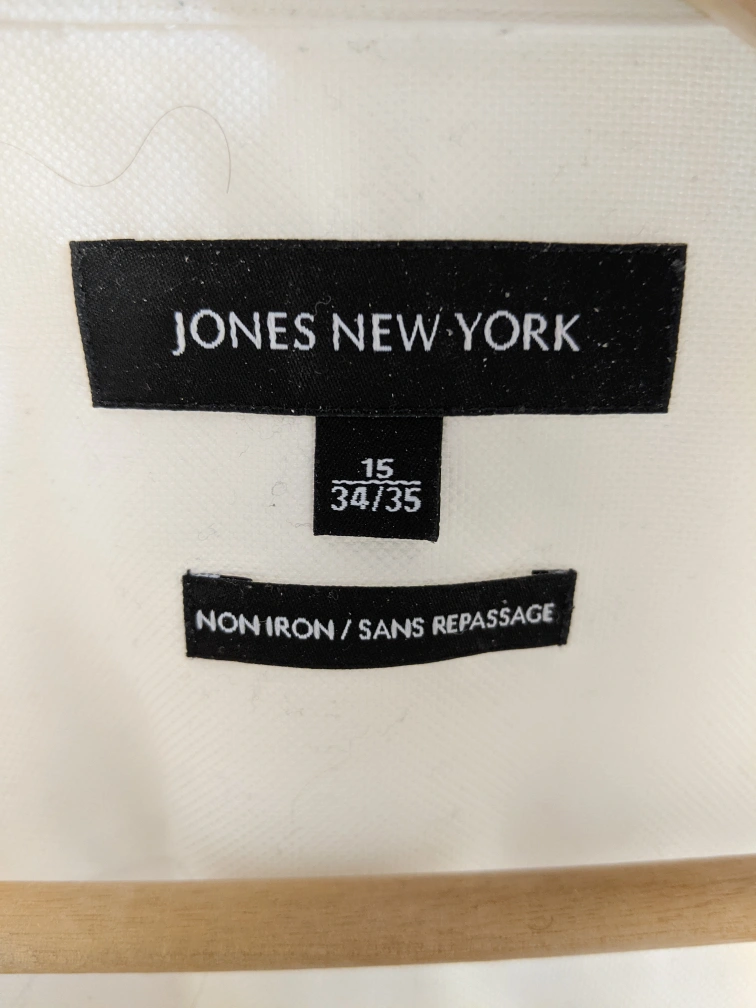 JONES NEW YORK
15
34/35
NON IRON / SANS REPASSAGE